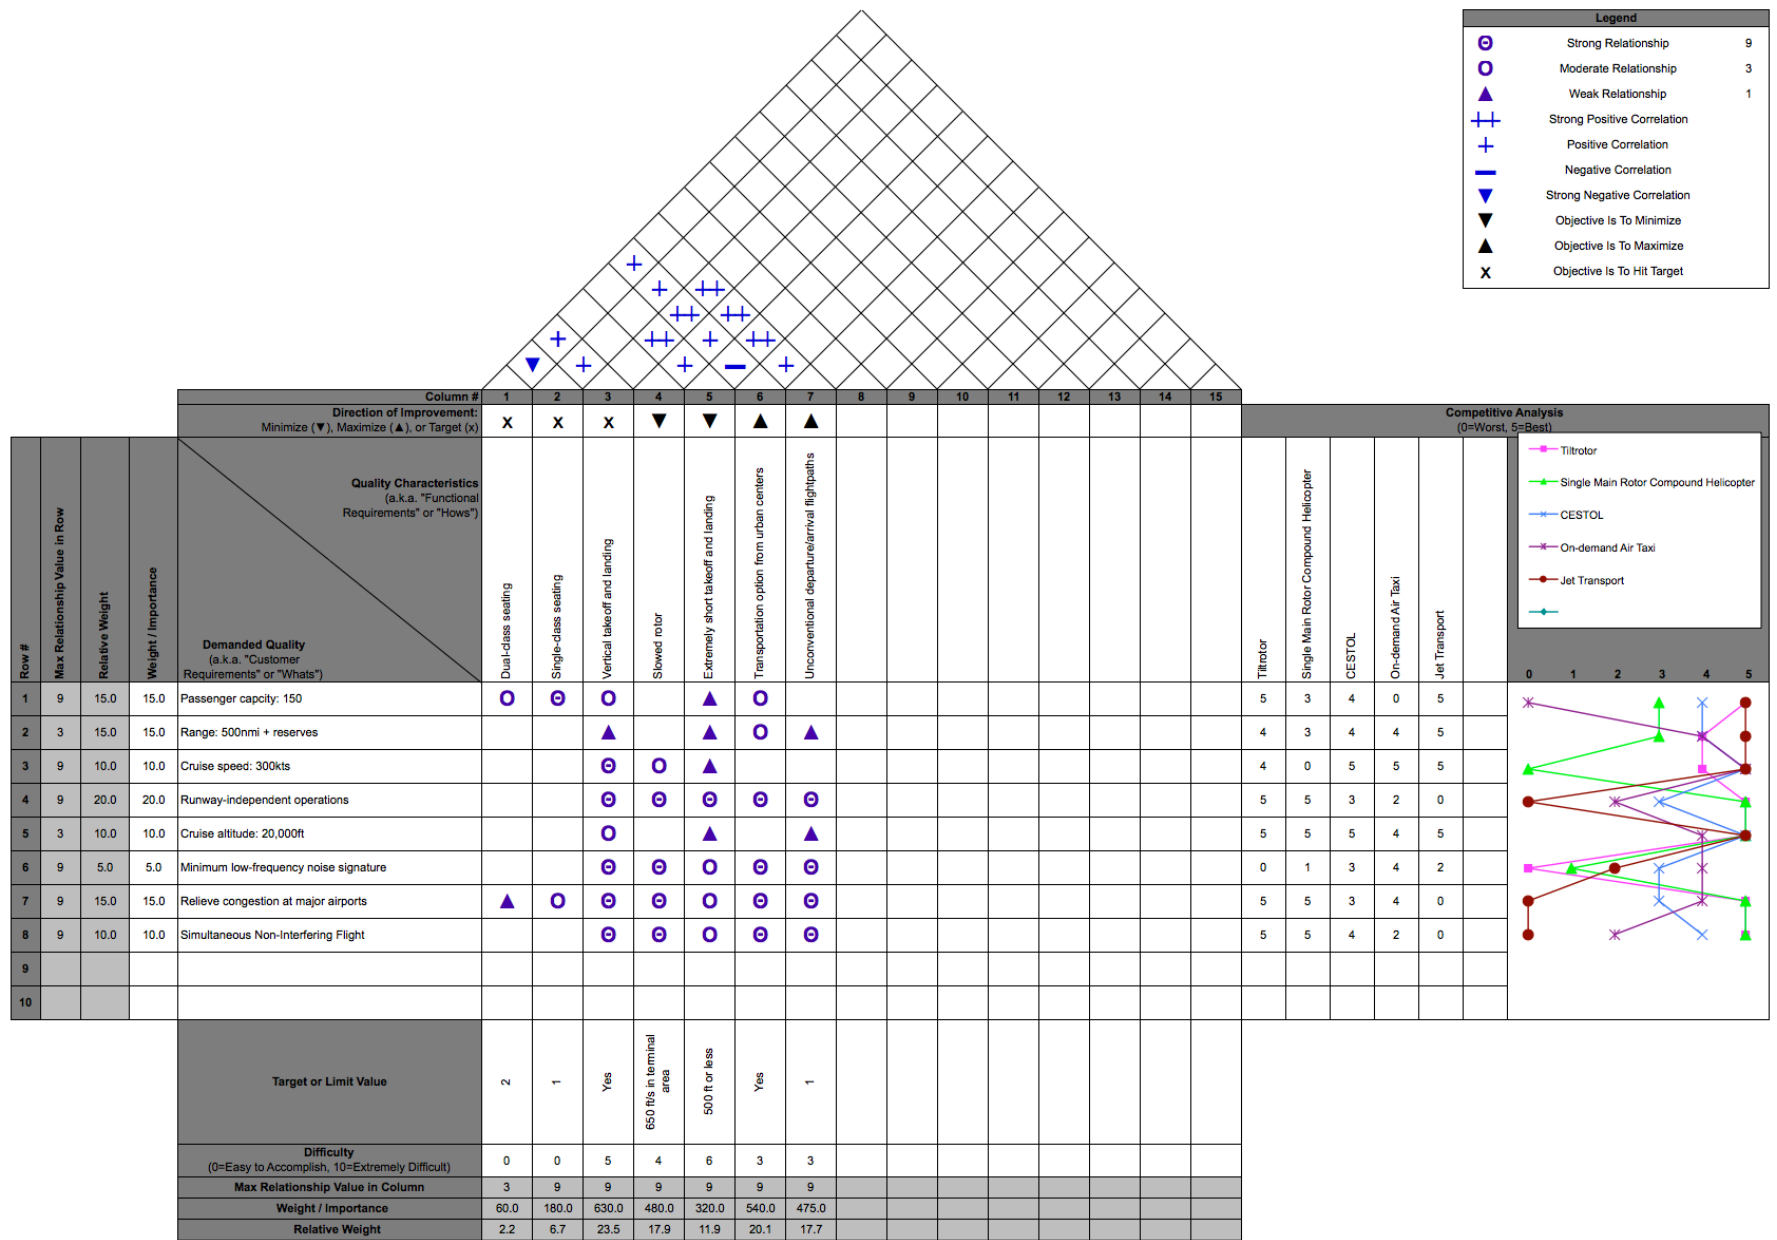 Legend
Strong Relationship 9
Moderate Relationship 3
Weak Relationship 1
Strong Positive Correlation
Positive Correlation
Negative Correlation
Strong Negative Correlation
Objective Is To Minimize
Objective Is To Maximize
X Objective Is To Hit Target
Column # 1 2 3 4 5 6 7 8 9 10 11 12 13 14 15
Direction of Improvement:
Minimize (▼), Maximize (▲), or Target (x)
X X X ▼ ▼ ▲ ▲
Competitive Analysis
(0=Worst, 5=Best)
Row #
Max Relationship Value in Row
Relative Weight
Weight / Importance
Quality Characteristics
(a.k.a. "Functional
Requirements" or "Hows")
Demanded Quality
(a.k.a. "Customer
Requirements" or "Whats")
Dual-class seating
Single-class seating
Vertical takeoff and landing
Slowed rotor
Extremely short takeoff and landing
Transportation option from urban centers
Unconventional departure/arrival flightpaths
Tiltrotor
Single Main Rotor Compound Helicopter
CESTOL
On-demand Air Taxi
Jet Transport
Tiltrotor
Single Main Rotor Compound Helicopter
CESTOL
On-demand Air Taxi
Jet Transport
0 1 2 3 4 5
1 9 15.0 15.0 Passenger capcity: 150 5 3 4 0 5
2 3 15.0 15.0 Range: 500nmi + reserves 4 3 4 4 5
3 9 10.0 10.0 Cruise speed: 300kts 4 0 5 5 5
4 9 20.0 20.0 Runway-independent operations 5 5 3 2 0
5 3 10.0 10.0 Cruise altitude: 20,000ft 5 5 5 4 5
6 9 5.0 5.0 Minimum low-frequency noise signature 0 1 3 4 2
7 9 15.0 15.0 Relieve congestion at major airports 5 5 3 4 0
8 9 10.0 10.0 Simultaneous Non-Interfering Flight 5 5 4 2 0
9
10
Target or Limit Value
2
1
Yes
650 ft/s in terminal
area
500 ft or less
Yes
1
Difficulty
(0=Easy to Accomplish, 10=Extremely Difficult)
0 0 5 4 6 3 3
Max Relationship Value in Column 3 9 9 9 9 9 9
Weight / Importance 60.0 180.0 630.0 480.0 320.0 540.0 475.0
Relative Weight 2.2 6.7 23.5 17.9 11.9 20.1 17.7